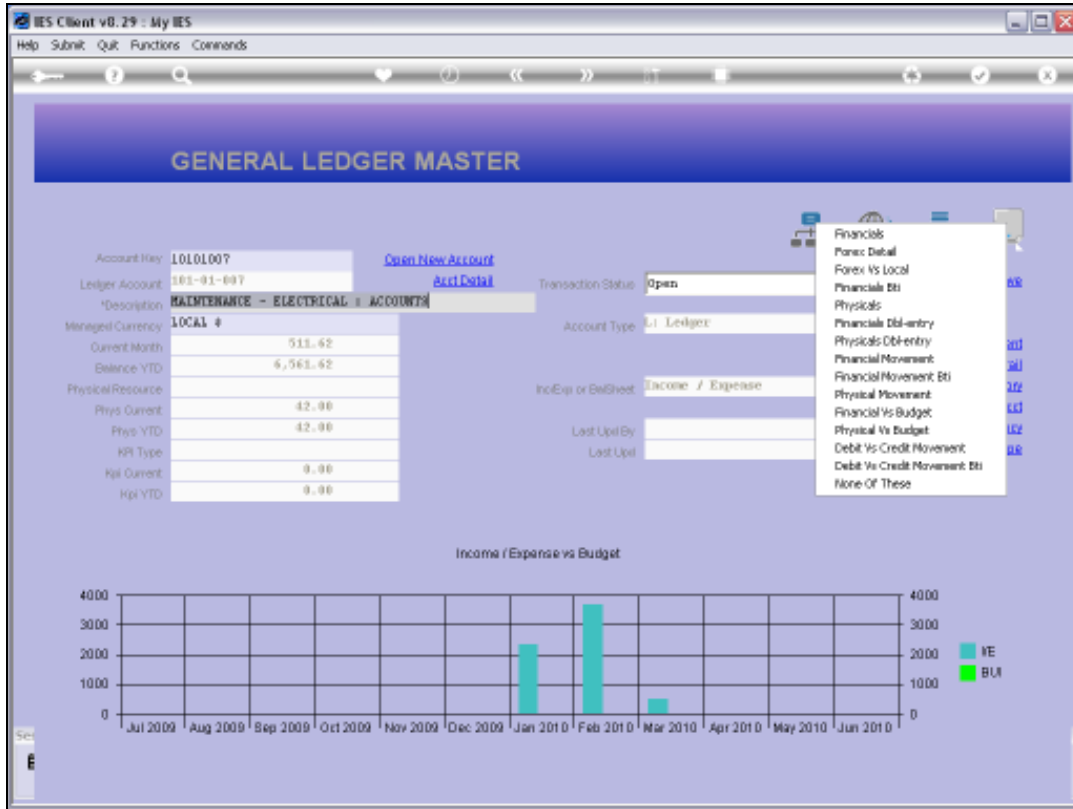 IES Client v8.29 : My IES
Help Submit Quit Functions Commands
GENERAL LEDGER MASTER
Account Key 10101007 Open New Account
Ledger Account 101-01-007 Acct Detail Transaction Status Open
*Description MAINTENANCE - ELECTRICAL : ACCOUNTS
Managed Currency LOCAL # Account Type L: Ledger
Current Month 511.62
Balance YTD 6,561.62
Physical Resource Inc/Exp or BalSheet Income / Expense
Phys Current 42.00
Phys YTD 42.00 Last Upd By
KPI Type Last Upd
Kpi Current 0.00
Kpi YTD 0.00
Financials
Forex Detail
Forex Vs Local
Financials Bti
Physicals
Financials Dbl-entry
Physicals Dbl-entry
Financial Movement
Financial Movement Bti
Physical Movement
Financial Vs Budget
Physical Vs Budget
Debit Vs Credit Movement
Debit Vs Credit Movement Bti
None Of These
Income / Expense vs Budget
4000 4000
3000 3000
2000 2000 I/E
1000 1000 BUI
0 0
Jul 2009 Aug 2009 Sep 2009 Oct 2009 Nov 2009 Dec 2009 Jan 2010 Feb 2010 Mar 2010 Apr 2010 May 2010 Jun 2010